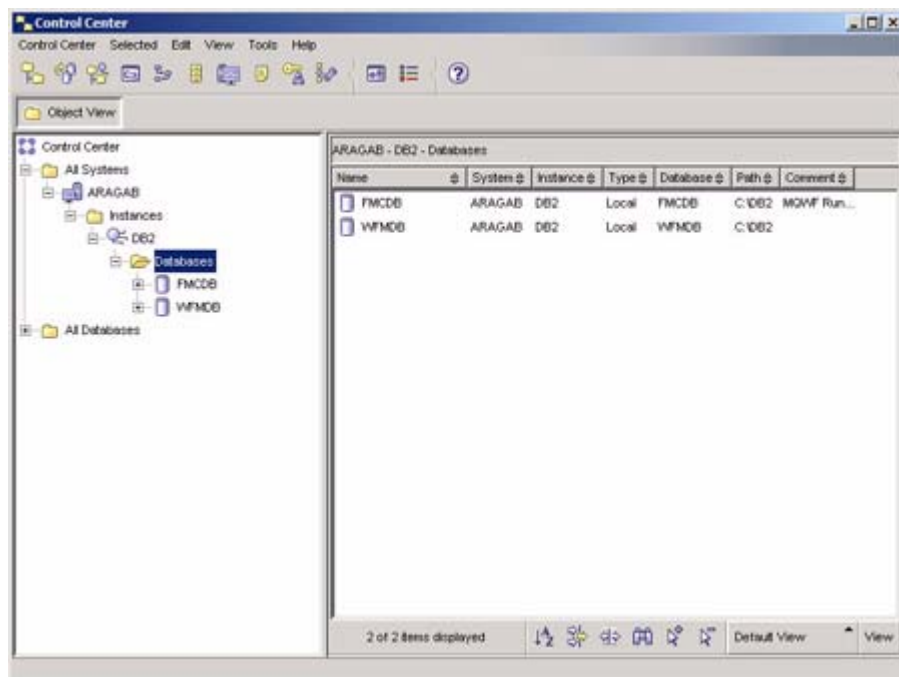 Control Center
Control Center Selected Edit View Tools Help
Object View
Control Center
All Systems
ARAGAB
Instances
DB2
Databases
FMCDB
WFMDB
All Databases
ARAGAB - DB2 - Databases
Name System Instance Type Database Path Comment
FMCDB ARAGAB DB2 Local FMCDB C:\DB2 MQWF Run...
WFMDB ARAGAB DB2 Local WFMDB C:\DB2
2 of 2 items displayed Default View View